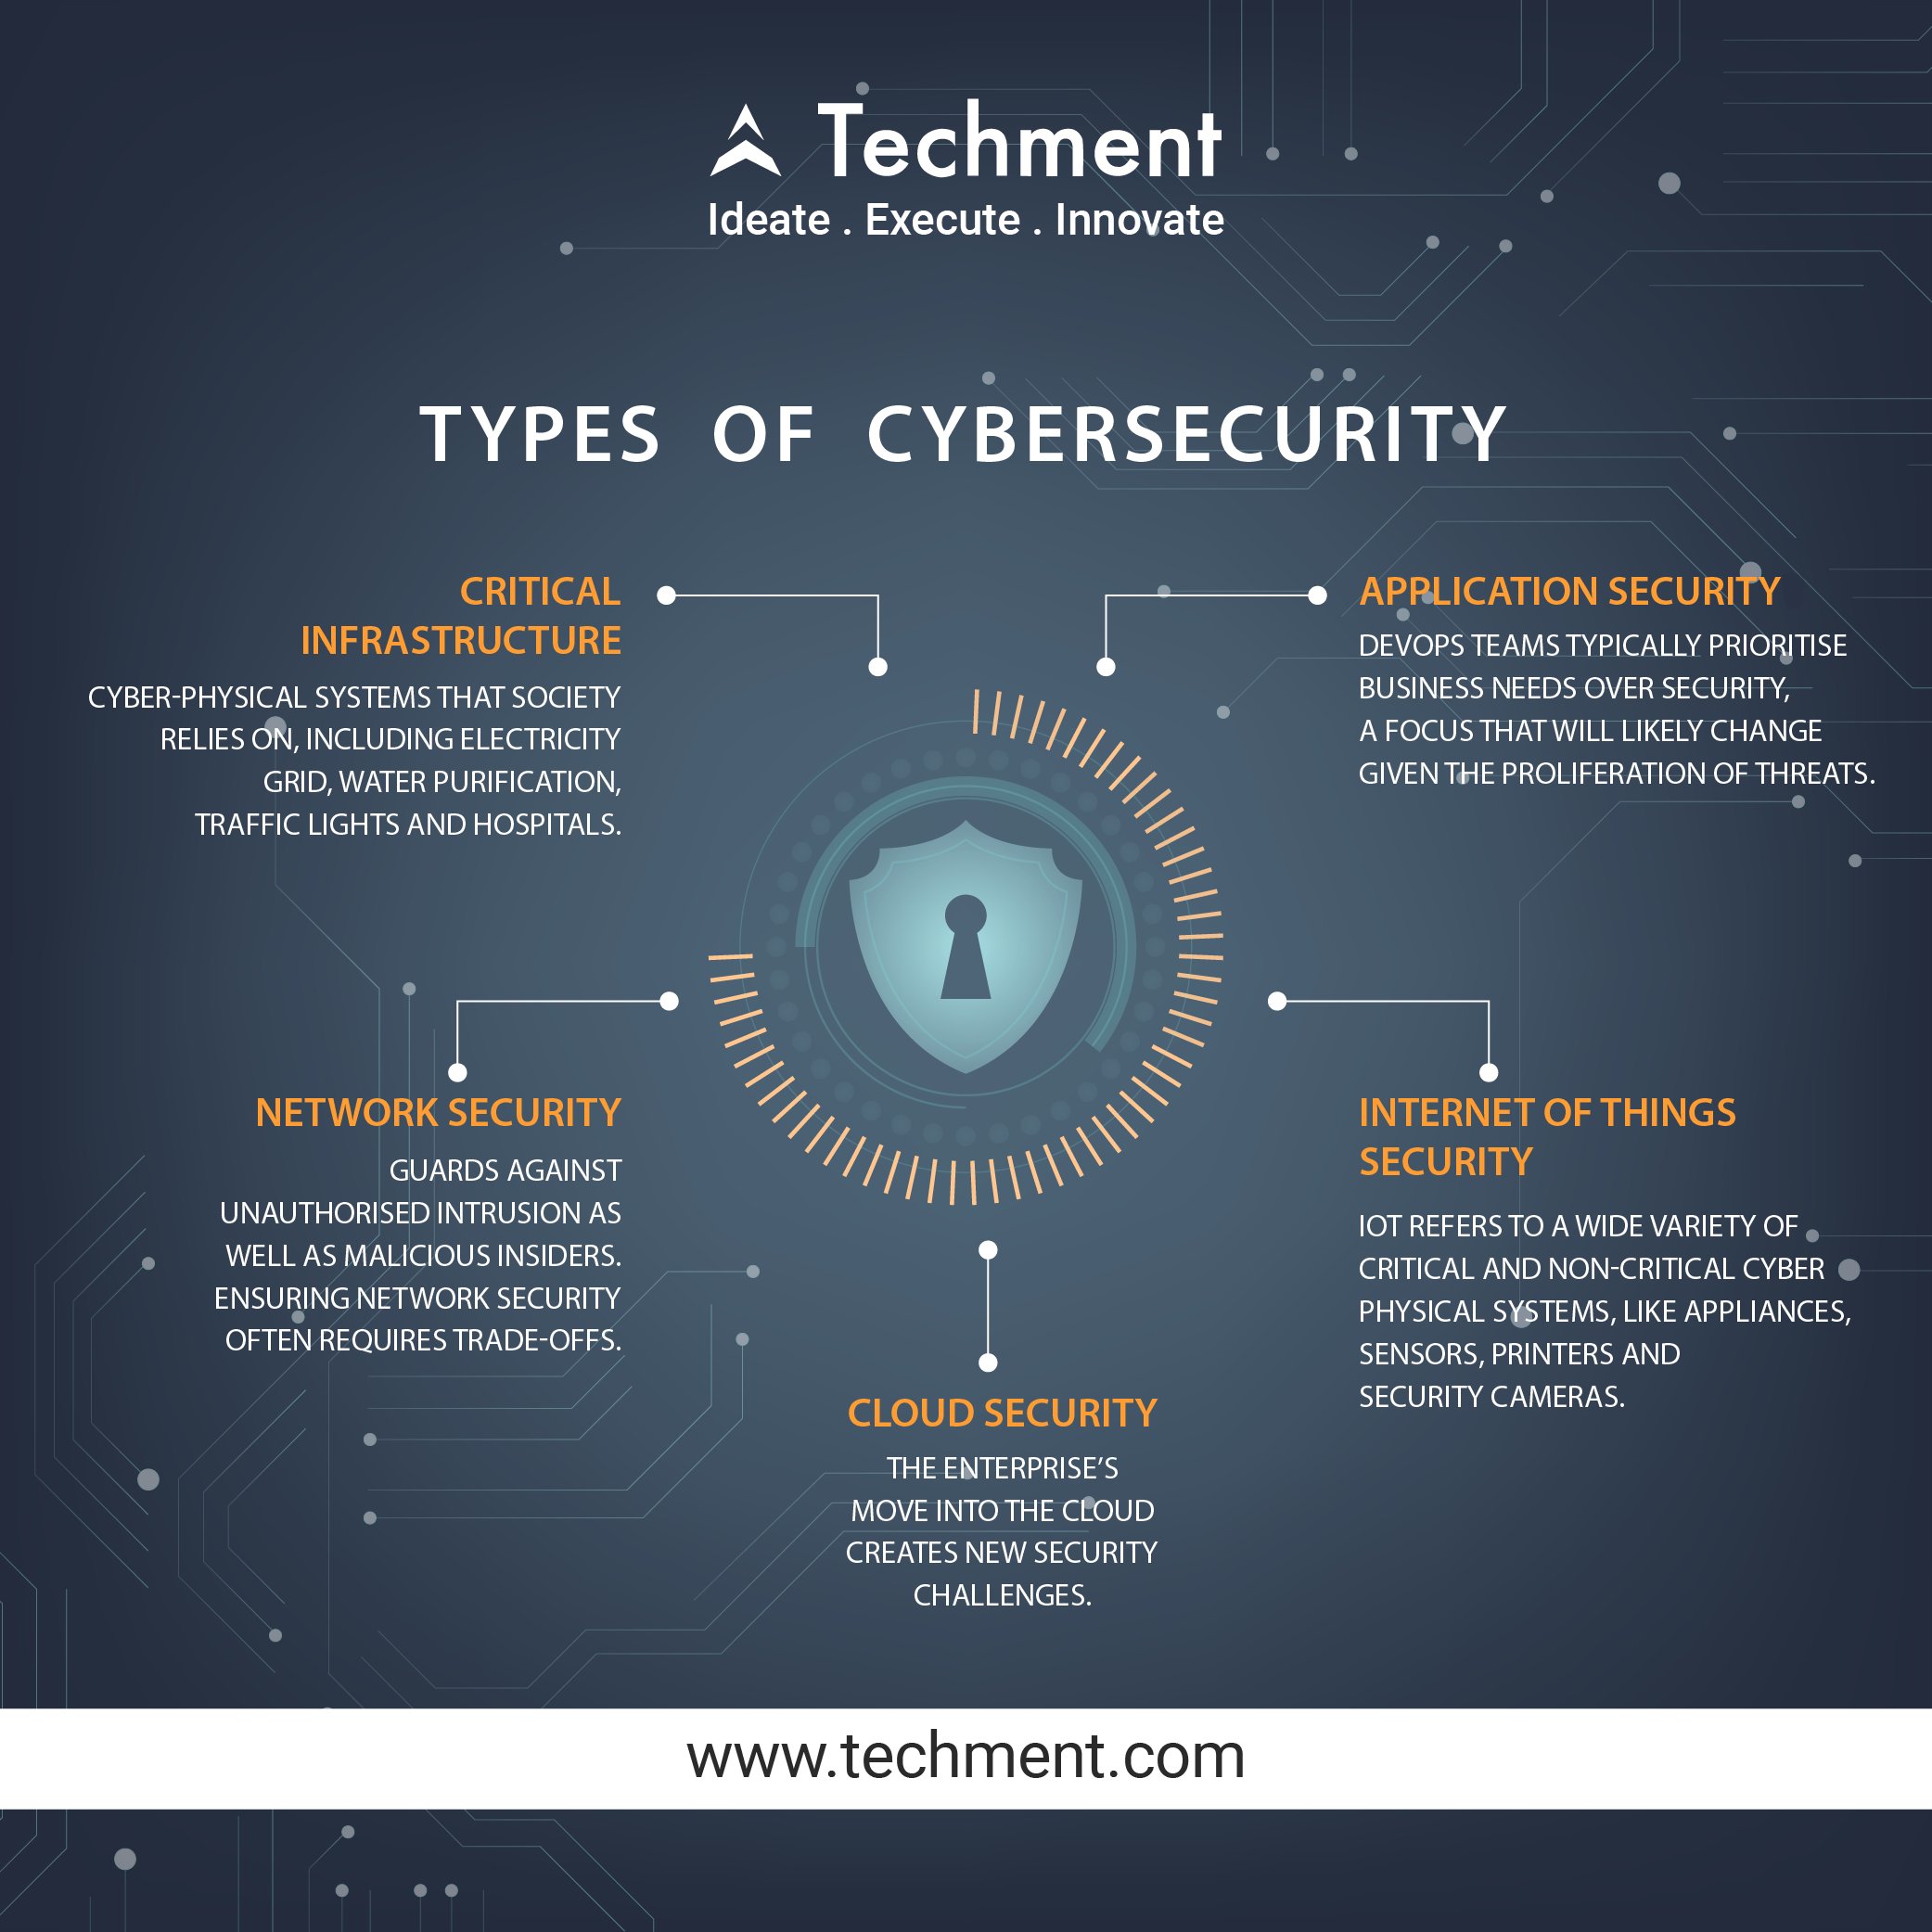 Techment
Ideate . Execute . Innovate
TYPES OF CYBERSECURITY
CRITICAL
INFRASTRUCTURE
CYBER-PHYSICAL SYSTEMS THAT SOCIETY
RELIES ON, INCLUDING ELECTRICITY
GRID, WATER PURIFICATION,
TRAFFIC LIGHTS AND HOSPITALS.
APPLICATION SECURITY
DEVOPS TEAMS TYPICALLY PRIORITISE
BUSINESS NEEDS OVER SECURITY,
A FOCUS THAT WILL LIKELY CHANGE
GIVEN THE PROLIFERATION OF THREATS.
NETWORK SECURITY
GUARDS AGAINST
UNAUTHORISED INTRUSION AS
WELL AS MALICIOUS INSIDERS.
ENSURING NETWORK SECURITY
OFTEN REQUIRES TRADE-OFFS.
INTERNET OF THINGS
SECURITY
IOT REFERS TO A WIDE VARIETY OF
CRITICAL AND NON-CRITICAL CYBER
PHYSICAL SYSTEMS, LIKE APPLIANCES,
SENSORS, PRINTERS AND
SECURITY CAMERAS.
CLOUD SECURITY
THE ENTERPRISE’S
MOVE INTO THE CLOUD
CREATES NEW SECURITY
CHALLENGES.
www.techment.com